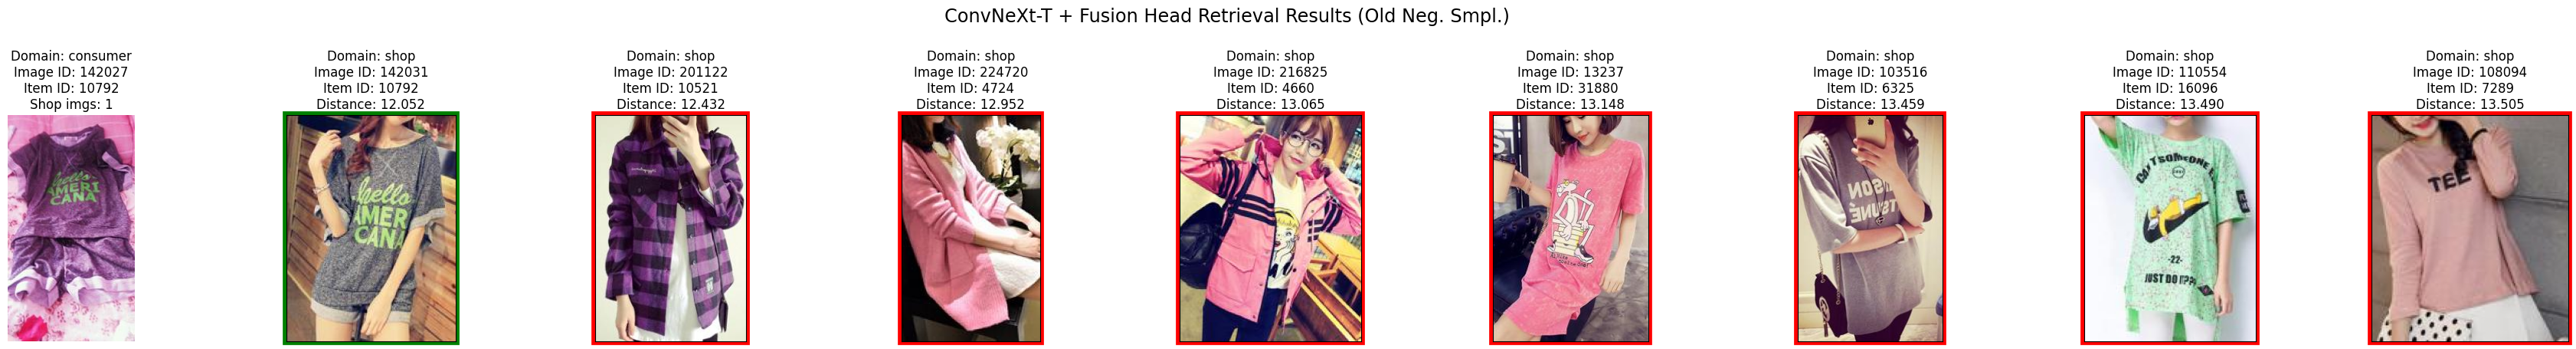 ConvNeXt-T + Fusion Head Retrieval Results (Old Neg. Smpl.)
Domain: consumer
Image ID: 142027
Item ID: 10792
Shop imgs: 1
Domain: shop
Image ID: 142031
Item ID: 10792
Distance: 12.052
Domain: shop
Image ID: 201122
Item ID: 10521
Distance: 12.432
Domain: shop
Image ID: 224720
Item ID: 4724
Distance: 12.952
Domain: shop
Image ID: 216825
Item ID: 4660
Distance: 13.065
Domain: shop
Image ID: 13237
Item ID: 31880
Distance: 13.148
Domain: shop
Image ID: 103516
Item ID: 6325
Distance: 13.459
Domain: shop
Image ID: 110554
Item ID: 16096
Distance: 13.490
Domain: shop
Image ID: 108094
Item ID: 7289
Distance: 13.505
hello
AMERI
CANA
hello
AMERI
CANA
-22-
JUST DO IT
TEE